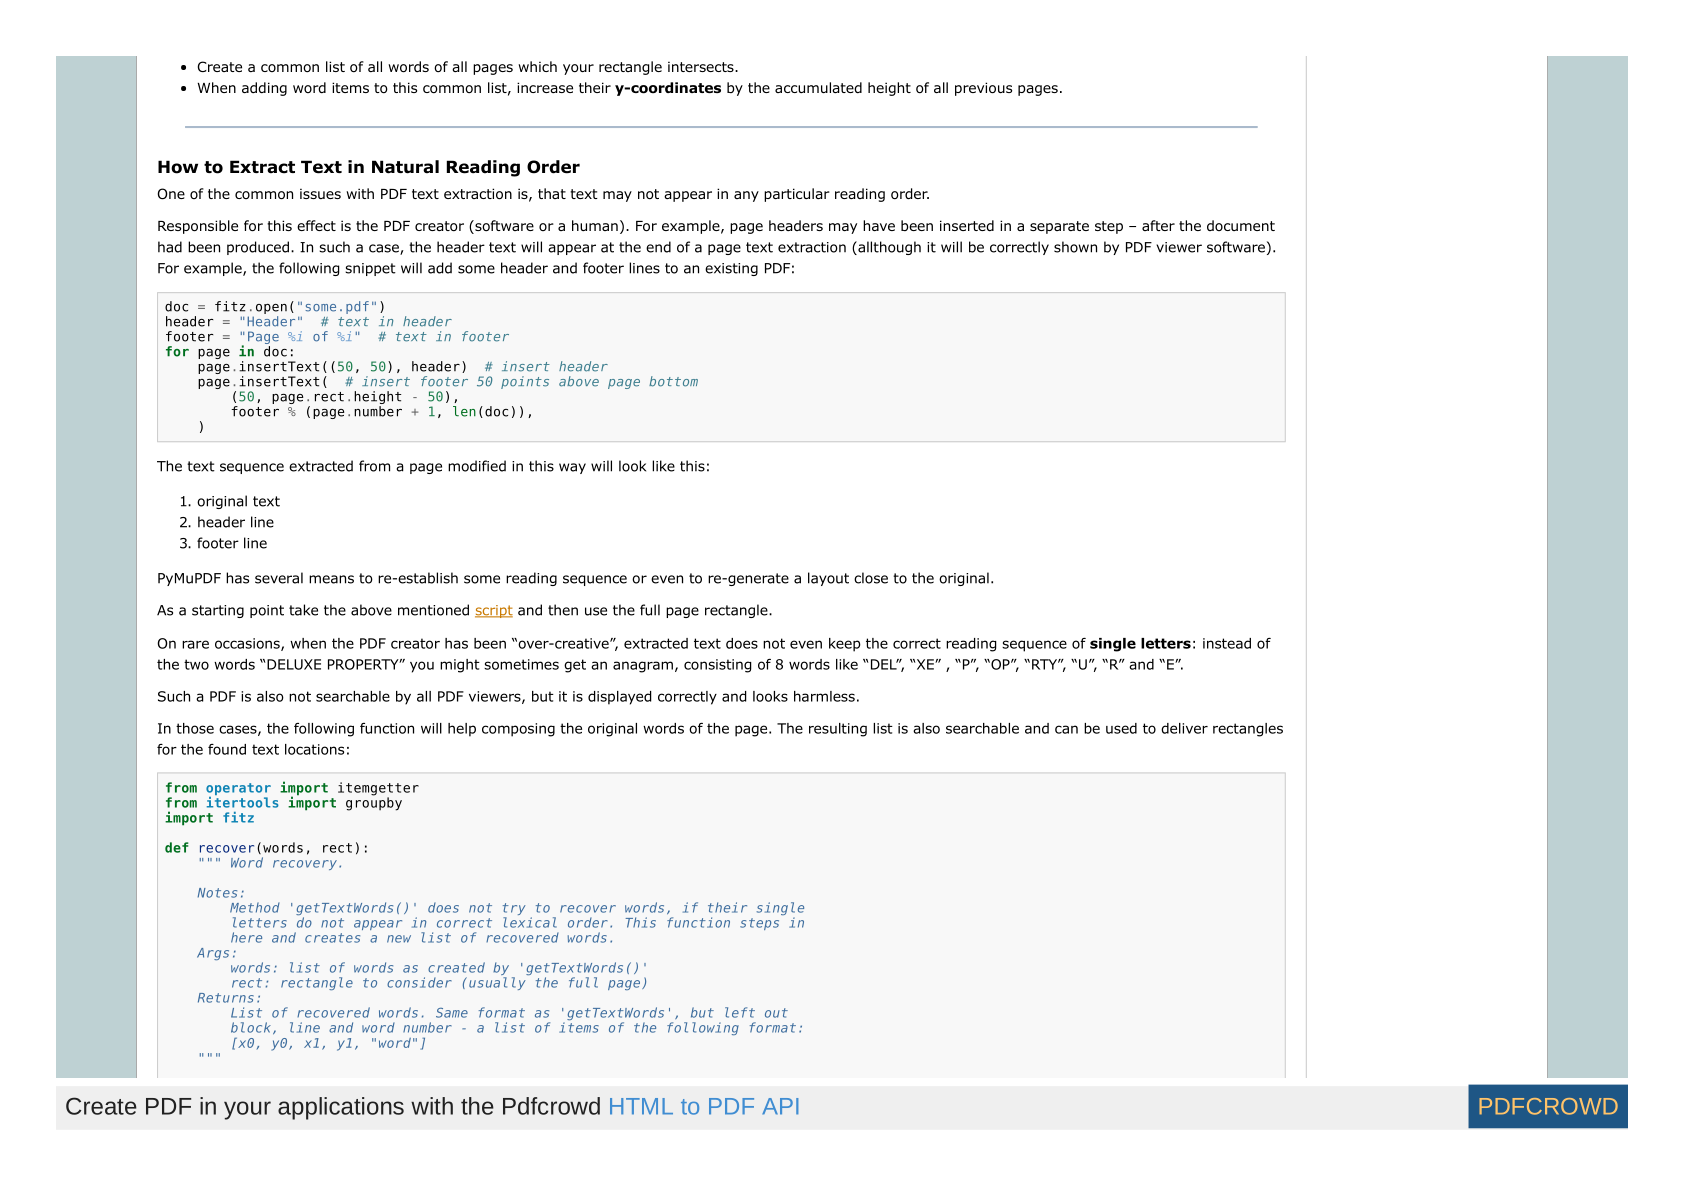 • Create a common list of all words of all pages which your rectangle intersects.
• When adding word items to this common list, increase their y-coordinates by the accumulated height of all previous pages.
How to Extract Text in Natural Reading Order
One of the common issues with PDF text extraction is, that text may not appear in any particular reading order.
Responsible for this effect is the PDF creator (software or a human). For example, page headers may have been inserted in a separate step – after the document
had been produced. In such a case, the header text will appear at the end of a page text extraction (allthough it will be correctly shown by PDF viewer software).
For example, the following snippet will add some header and footer lines to an existing PDF:
doc = fitz.open("some.pdf")
header = "Header"  # text in header
footer = "Page %i of %i"  # text in footer
for page in doc:
    page.insertText((50, 50), header)  # insert header
    page.insertText(  # insert footer 50 points above page bottom
        (50, page.rect.height - 50),
        footer % (page.number + 1, len(doc)),
    )
The text sequence extracted from a page modified in this way will look like this:
1. original text
2. header line
3. footer line
PyMuPDF has several means to re-establish some reading sequence or even to re-generate a layout close to the original.
As a starting point take the above mentioned script and then use the full page rectangle.
On rare occasions, when the PDF creator has been “over-creative”, extracted text does not even keep the correct reading sequence of single letters: instead of
the two words “DELUXE PROPERTY” you might sometimes get an anagram, consisting of 8 words like “DEL”, “XE” , “P”, “OP”, “RTY”, “U”, “R” and “E”.
Such a PDF is also not searchable by all PDF viewers, but it is displayed correctly and looks harmless.
In those cases, the following function will help composing the original words of the page. The resulting list is also searchable and can be used to deliver rectangles
for the found text locations:
from operator import itemgetter
from itertools import groupby
import fitz
def recover(words, rect):
    """ Word recovery.
    Notes:
        Method 'getTextWords()' does not try to recover words, if their single
        letters do not appear in correct lexical order. This function steps in
        here and creates a new list of recovered words.
    Args:
        words: list of words as created by 'getTextWords()'
        rect: rectangle to consider (usually the full page)
    Returns:
        List of recovered words. Same format as 'getTextWords', but left out
        block, line and word number - a list of items of the following format:
        [x0, y0, x1, y1, "word"]
    """
Create PDF in your applications with the Pdfcrowd HTML to PDF API
PDFCROWD